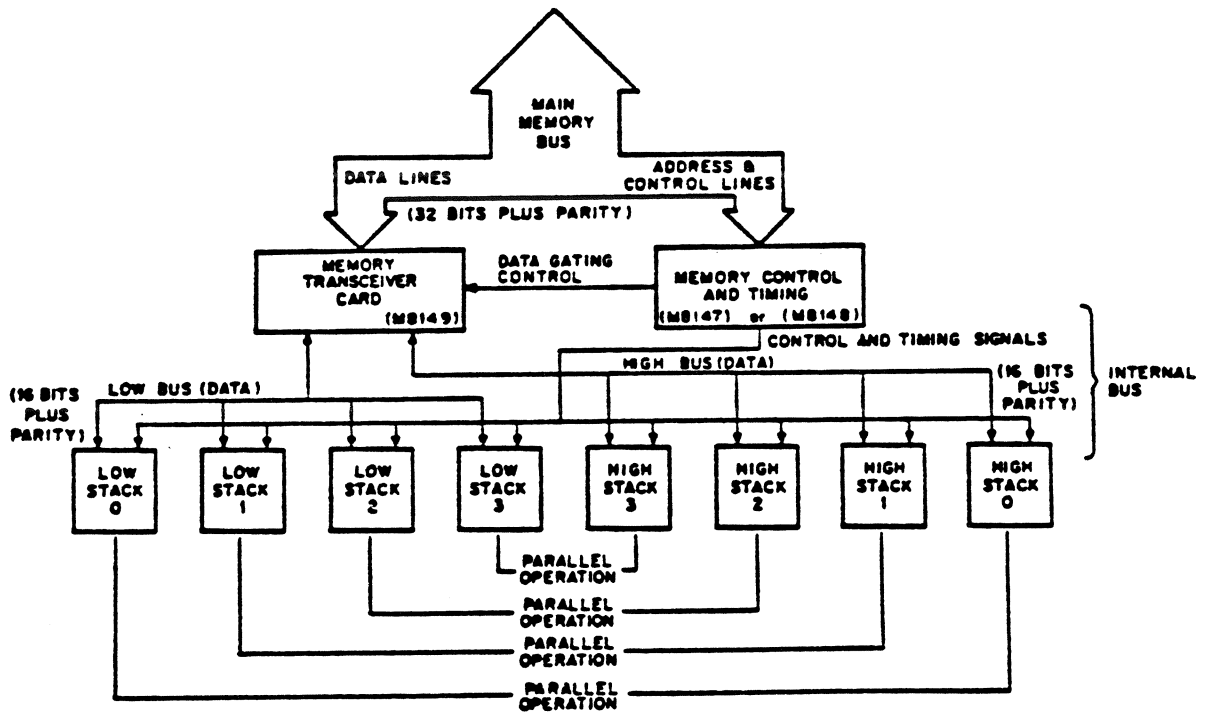 MAIN
MEMORY
BUS
DATA LINES
ADDRESS &
CONTROL LINES
(32 BITS PLUS PARITY)
MEMORY
TRANSCEIVER
CARD
(M8149)
DATA GATING
CONTROL
MEMORY CONTROL
AND TIMING
(M8147) or (M8148)
CONTROL AND TIMING SIGNALS
HIGH BUS (DATA)
LOW BUS (DATA)
(16 BITS
PLUS
PARITY)
(16 BITS
PLUS
PARITY)
INTERNAL
BUS
LOW
STACK
0
LOW
STACK
1
LOW
STACK
2
LOW
STACK
3
HIGH
STACK
3
HIGH
STACK
2
HIGH
STACK
1
HIGH
STACK
0
PARALLEL
OPERATION
PARALLEL
OPERATION
PARALLEL
OPERATION
PARALLEL
OPERATION